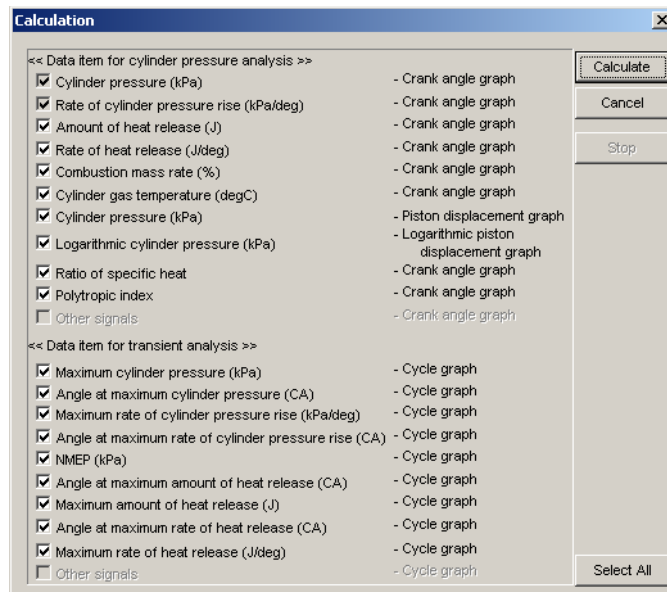 Calculation
<< Data item for cylinder pressure analysis >>
Cylinder pressure (kPa) - Crank angle graph
Rate of cylinder pressure rise (kPa/deg) - Crank angle graph
Amount of heat release (J) - Crank angle graph
Rate of heat release (J/deg) - Crank angle graph
Combustion mass rate (%) - Crank angle graph
Cylinder gas temperature (degC) - Crank angle graph
Cylinder pressure (kPa) - Piston displacement graph
Logarithmic cylinder pressure (kPa) - Logarithmic piston
displacement graph
Ratio of specific heat - Crank angle graph
Polytropic index - Crank angle graph
Other signals - Crank angle graph
<< Data item for transient analysis >>
Maximum cylinder pressure (kPa) - Cycle graph
Angle at maximum cylinder pressure (CA) - Cycle graph
Maximum rate of cylinder pressure rise (kPa/deg) - Cycle graph
Angle at maximum rate of cylinder pressure rise (CA) - Cycle graph
NMEP (kPa) - Cycle graph
Angle at maximum amount of heat release (CA) - Cycle graph
Maximum amount of heat release (J) - Cycle graph
Angle at maximum rate of heat release (CA) - Cycle graph
Maximum rate of heat release (J/deg) - Cycle graph
Other signals - Cycle graph
Calculate
Cancel
Stop
Select All